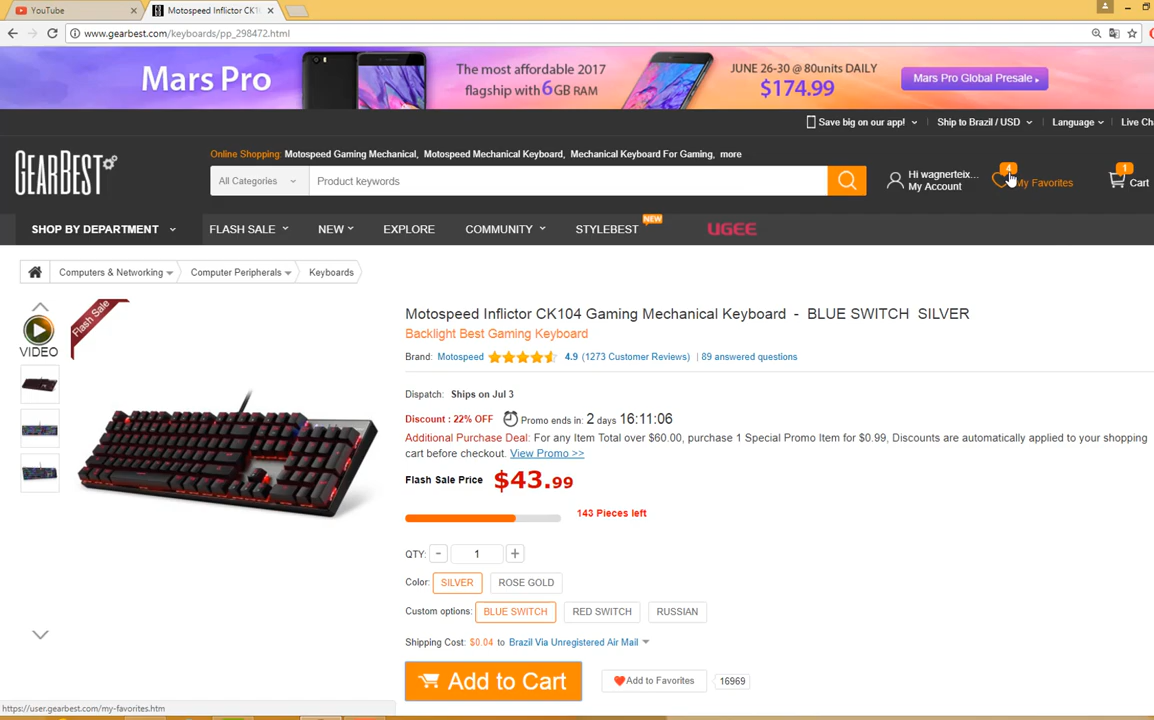 YouTube
Motospeed Inflictor CK10
www.gearbest.com/keyboards/pp_298472.html
Mars Pro
The most affordable 2017
flagship with 6GB RAM
JUNE 26-30 @ 80units DAILY
$174.99
Mars Pro Global Presale
Save big on our app!
Ship to Brazil / USD
Language
Live Ch
GEARBEST
Online Shopping: Motospeed Gaming Mechanical, Motospeed Mechanical Keyboard, Mechanical Keyboard For Gaming, more
All Categories
Product keywords
Hi wagnerteix...
My Account
4
My Favorites
1
Cart
SHOP BY DEPARTMENT
FLASH SALE
NEW
EXPLORE
COMMUNITY
STYLEBEST
NEW
UGEE
Computers & Networking
Computer Peripherals
Keyboards
VIDEO
Flash Sale
Motospeed Inflictor CK104 Gaming Mechanical Keyboard - BLUE SWITCH SILVER
Backlight Best Gaming Keyboard
Brand: Motospeed 4.9 (1273 Customer Reviews) | 89 answered questions
Dispatch: Ships on Jul 3
Discount : 22% OFF Promo ends in: 2 days 16:11:06
Additional Purchase Deal: For any Item Total over $60.00, purchase 1 Special Promo Item for $0.99, Discounts are automatically applied to your shopping
cart before checkout. View Promo >>
Flash Sale Price $43.99
143 Pieces left
QTY: - 1 +
Color: SILVER ROSE GOLD
Custom options: BLUE SWITCH RED SWITCH RUSSIAN
Shipping Cost: $0.04 to Brazil Via Unregistered Air Mail
Add to Cart
Add to Favorites
16969
https://user.gearbest.com/my-favorites.htm